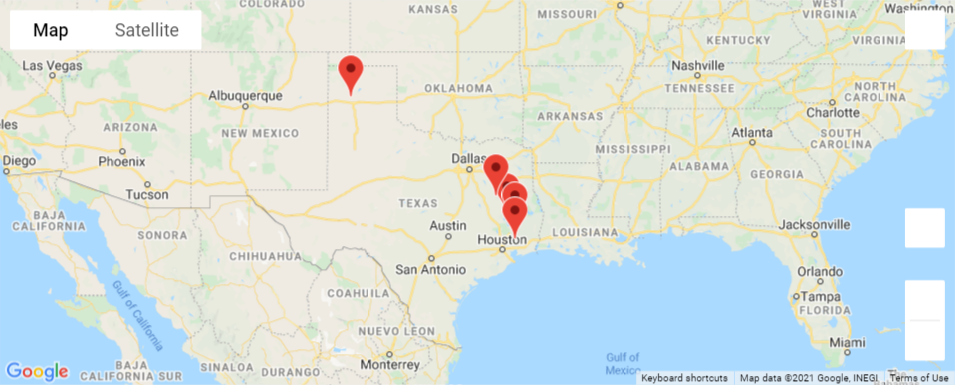 Map
Satellite
COLORADO
KANSAS
MISSOURI
WEST
VIRGINIA
Washington
KENTUCKY
VIRGINIA
Las Vegas
Nashville
Albuquerque
OKLAHOMA
TENNESSEE
NORTH
CAROLINA
Charlotte
eles
ARIZONA
NEW MEXICO
ARKANSAS
Atlanta
SOUTH
CAROLINA
MISSISSIPPI
Diego
Phoenix
Dallas
ALABAMA
GEORGIA
Tucson
TEXAS
BAJA
CALIFORNIA
SONORA
Austin
Houston
LOUISIANA
Jacksonville
CHIHUAHUA
San Antonio
Orlando
Gulf of California
COAHUILA
Tampa
FLORIDA
NUEVO LEON
Miami
Gulf of
Mexico
Monterrey
BAJA
CALIFORNIA SUR
SINALOA
DURANGO
The
Google
Keyboard shortcuts
Map data ©2021 Google, INEGI
Terms of Use